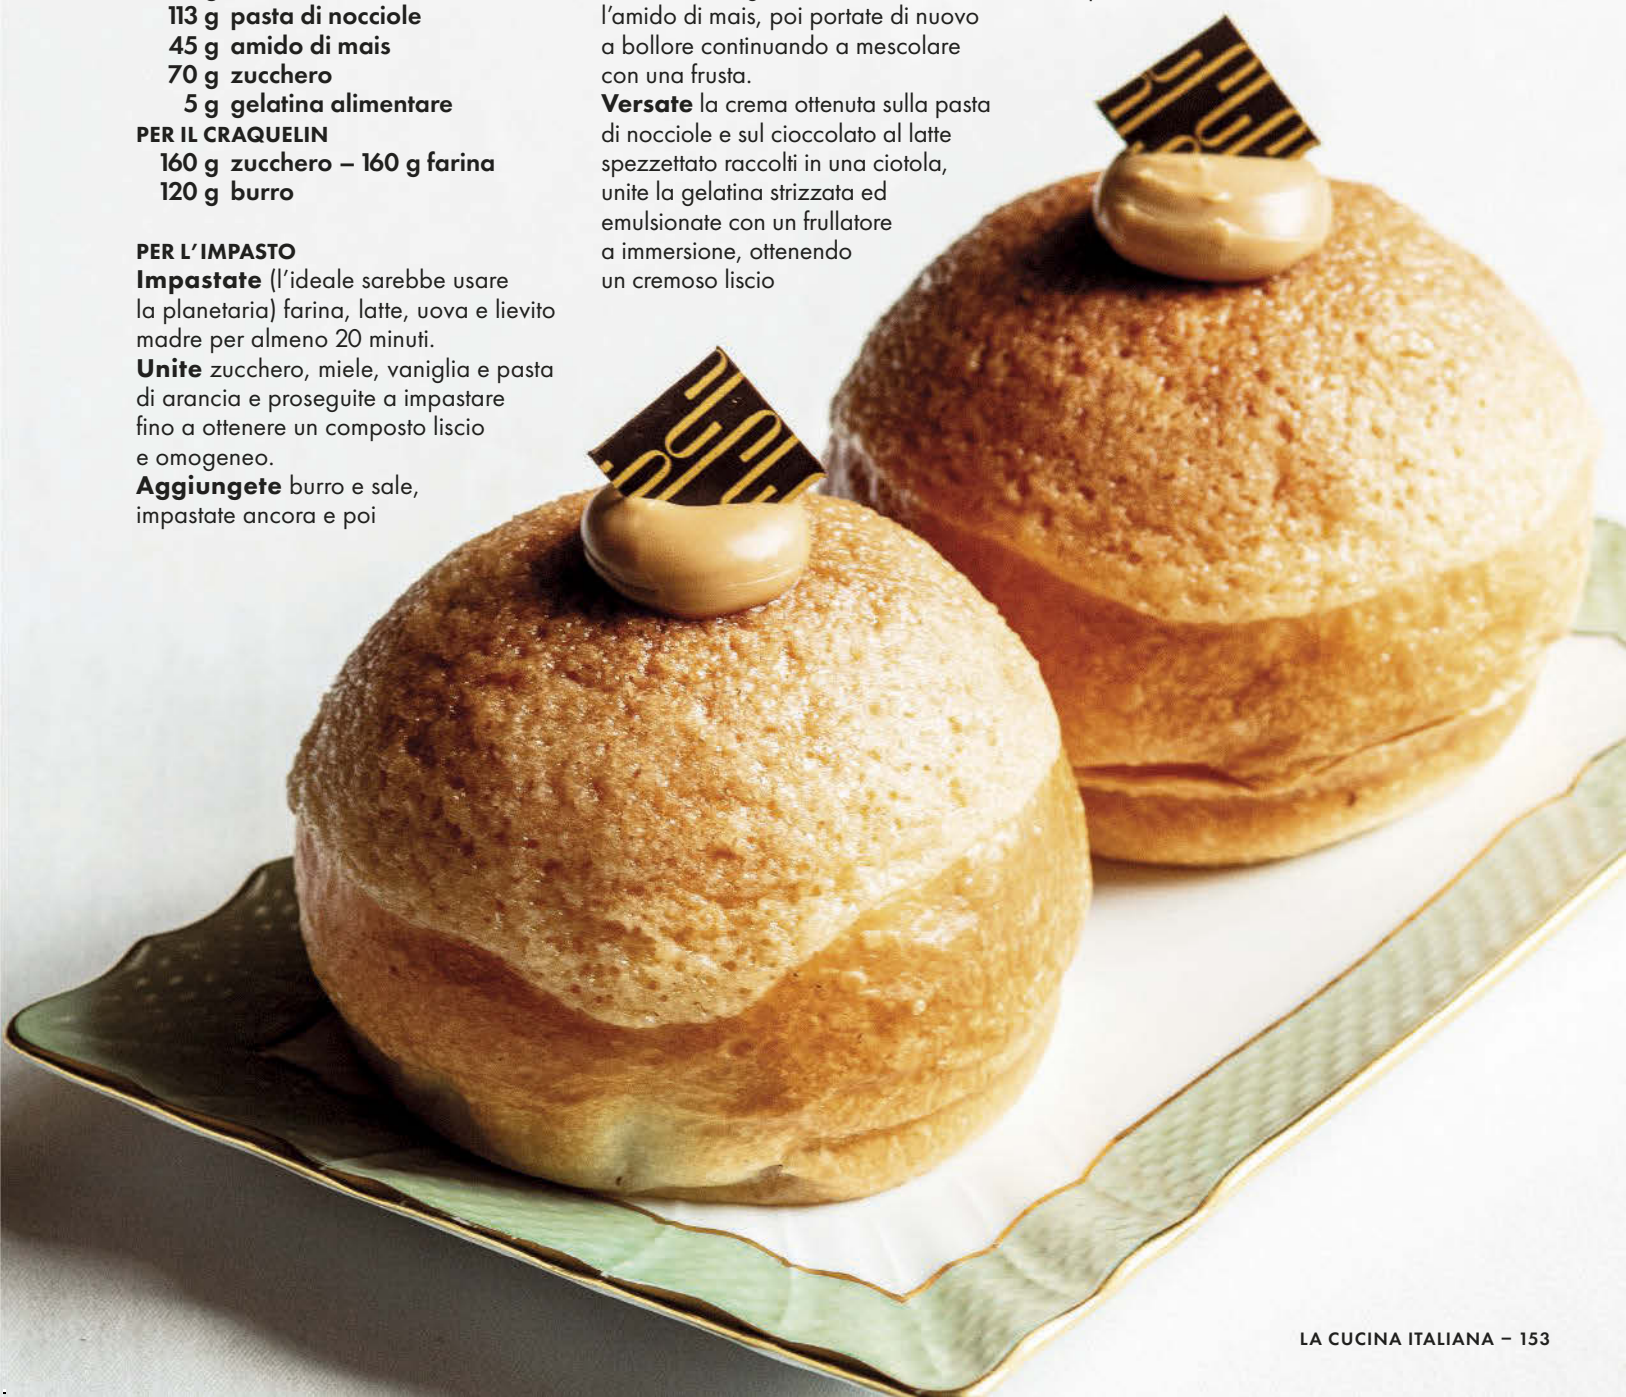 113 g pasta di nocciole
45 g amido di mais
70 g zucchero
5 g gelatina alimentare
PER IL CRAQUELIN
160 g zucchero – 160 g farina
120 g burro
PER L’IMPASTO
Impastate (l’ideale sarebbe usare
la planetaria) farina, latte, uova e lievito
madre per almeno 20 minuti.
Unite zucchero, miele, vaniglia e pasta
di arancia e proseguite a impastare
fino a ottenere un composto liscio
e omogeneo.
Aggiungete burro e sale,
impastate ancora e poi
l’amido di mais, poi portate di nuovo
a bollore continuando a mescolare
con una frusta.
Versate la crema ottenuta sulla pasta
di nocciole e sul cioccolato al latte
spezzettato raccolti in una ciotola,
unite la gelatina strizzata ed
emulsionate con un frullatore
a immersione, ottenendo
un cremoso liscio
LA CUCINA ITALIANA – 153